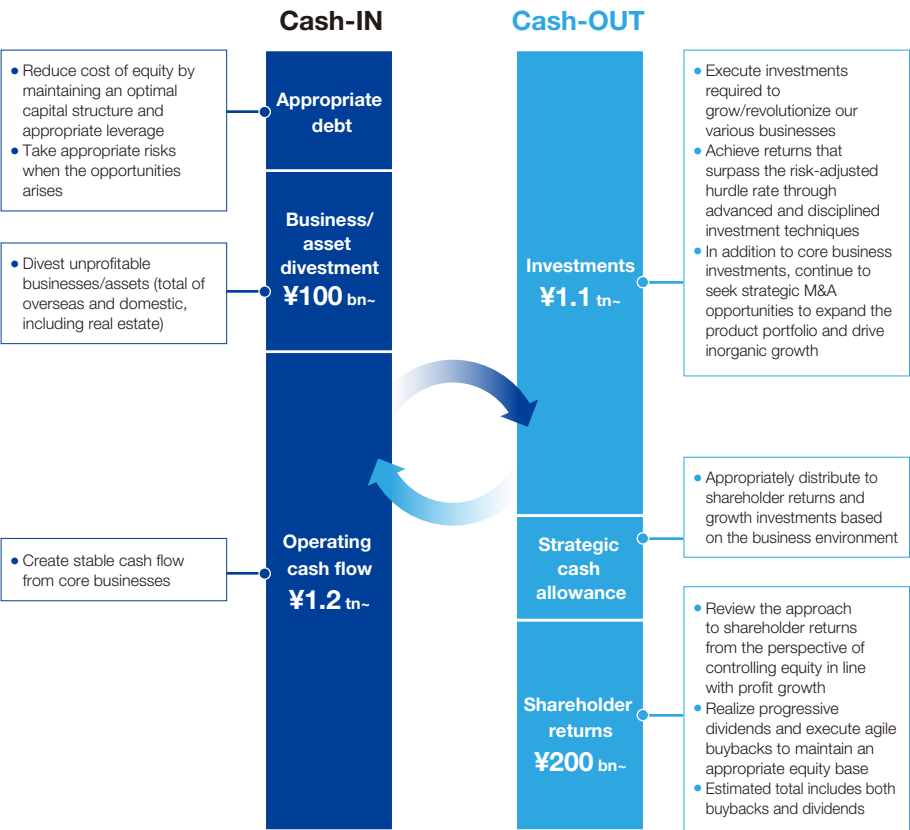 Cash-IN
Cash-OUT
• Reduce cost of equity by
maintaining an optimal
capital structure and
appropriate leverage
• Take appropriate risks
when the opportunities
arises
Appropriate
debt
• Divest unprofitable
businesses/assets (total of
overseas and domestic,
including real estate)
Business/
asset
divestment
¥100 bn~
• Create stable cash flow
from core businesses
Operating
cash flow
¥1.2 tn~
Investments
¥1.1 tn~
• Execute investments
required to
grow/revolutionize our
various businesses
• Achieve returns that
surpass the risk-adjusted
hurdle rate through
advanced and disciplined
investment techniques
• In addition to core business
investments, continue to
seek strategic M&A
opportunities to expand the
product portfolio and drive
inorganic growth
Strategic
cash
allowance
• Appropriately distribute to
shareholder returns and
growth investments based
on the business environment
Shareholder
returns
¥200 bn~
• Review the approach
to shareholder returns
from the perspective of
controlling equity in line
with profit growth
• Realize progressive
dividends and execute agile
buybacks to maintain an
appropriate equity base
• Estimated total includes both
buybacks and dividends